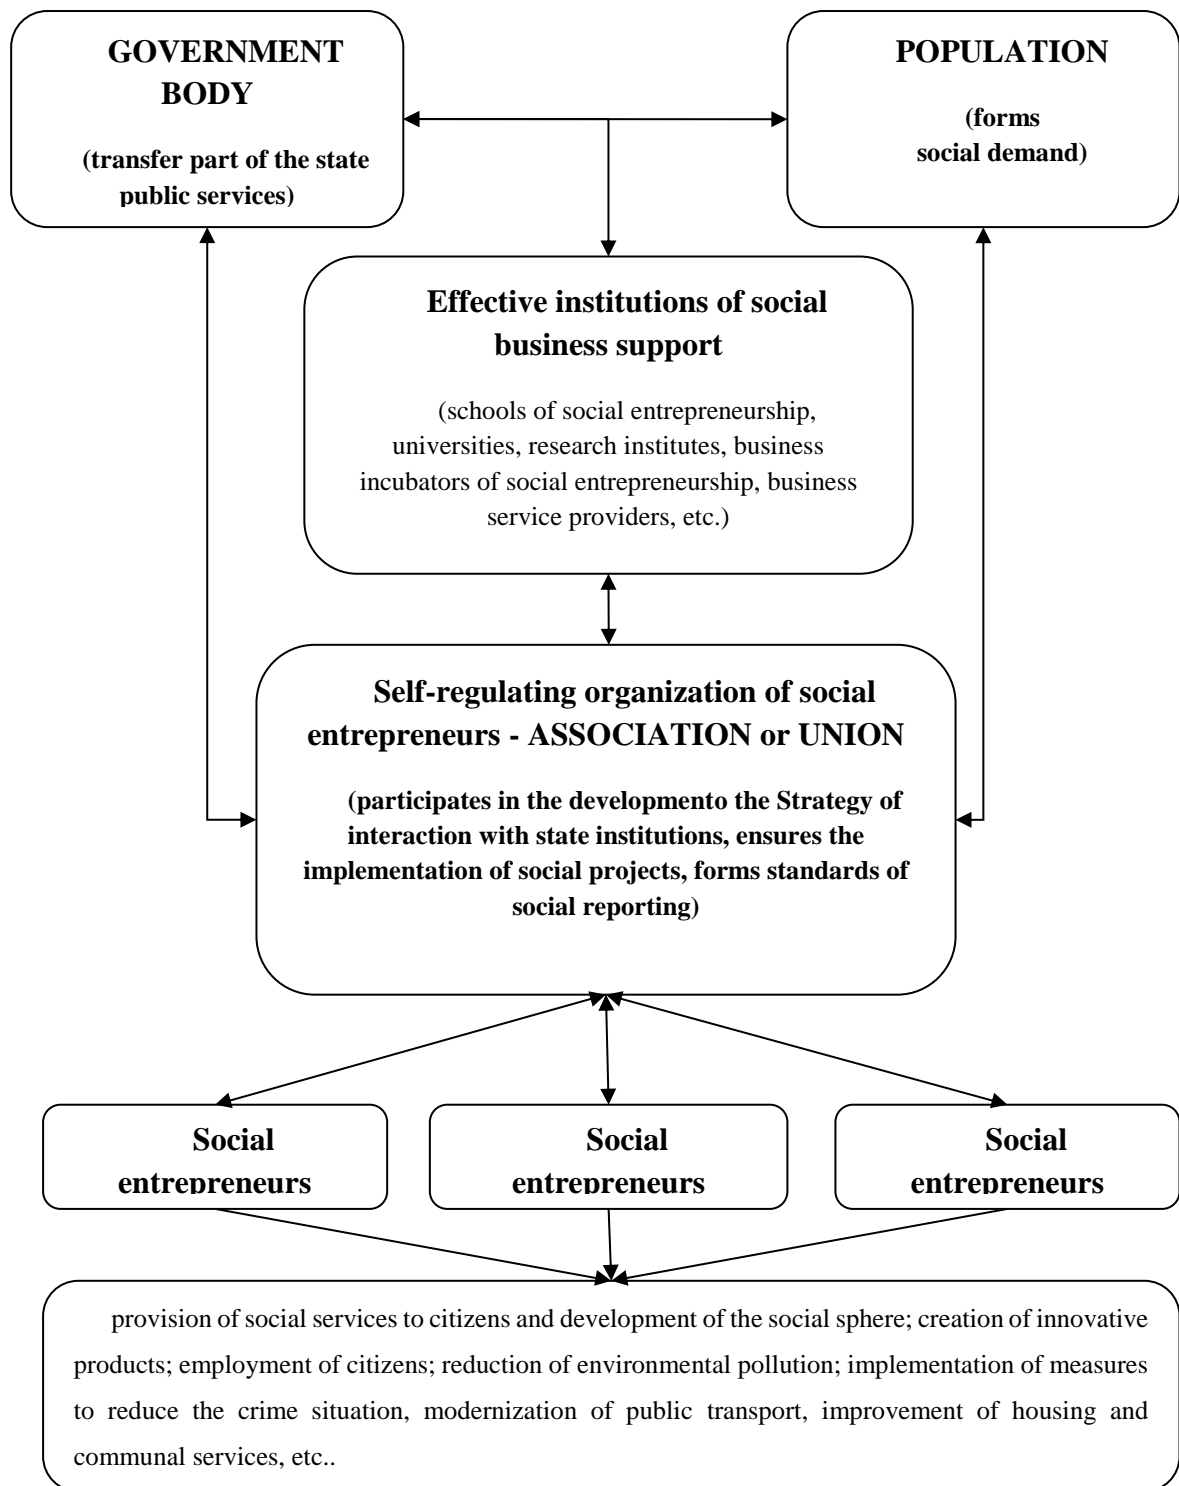 GOVERNMENT
BODY
(transfer part of the state
public services)
POPULATION
(forms
social demand)
Effective institutions of social
business support
(schools of social entrepreneurship,
universities, research institutes, business
incubators of social entrepreneurship, business
service providers, etc.)
Self-regulating organization of social
entrepreneurs - ASSOCIATION or UNION
(participates in the developmento the Strategy of
interaction with state institutions, ensures the
implementation of social projects, forms standards of
social reporting)
Social
entrepreneurs
Social
entrepreneurs
Social
entrepreneurs
provision of social services to citizens and development of the social sphere; creation of innovative
products; employment of citizens; reduction of environmental pollution; implementation of measures
to reduce the crime situation, modernization of public transport, improvement of housing and
communal services, etc..